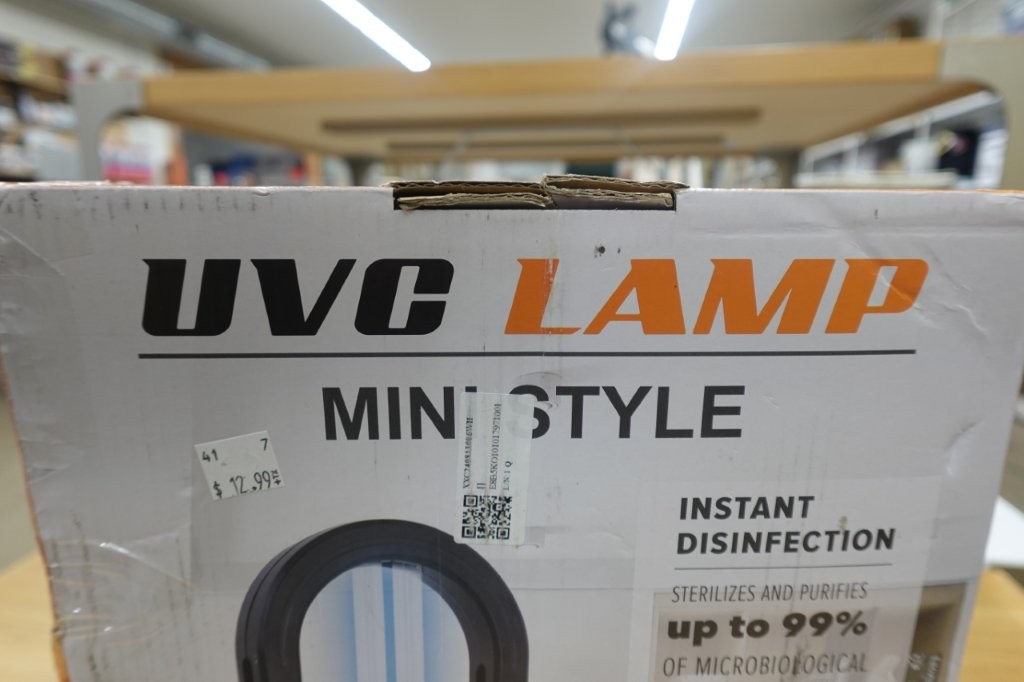 UVC LAMP
MINI STYLE
41 7
$ 12.99
INSTANT
DISINFECTION
STERILIZES AND PURIFIES
up to 99%
OF MICROBIOLOGICAL